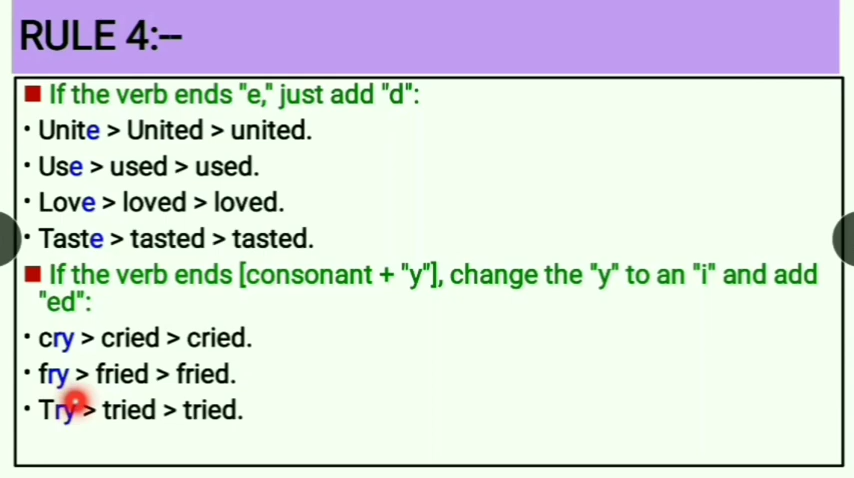 RULE 4:--
■ If the verb ends "e," just add "d":
• Unite > United > united.
• Use > used > used.
• Love > loved > loved.
• Taste > tasted > tasted.
■ If the verb ends [consonant + "y"], change the "y" to an "i" and add
"ed":
• cry > cried > cried.
• fry > fried > fried.
• Try > tried > tried.